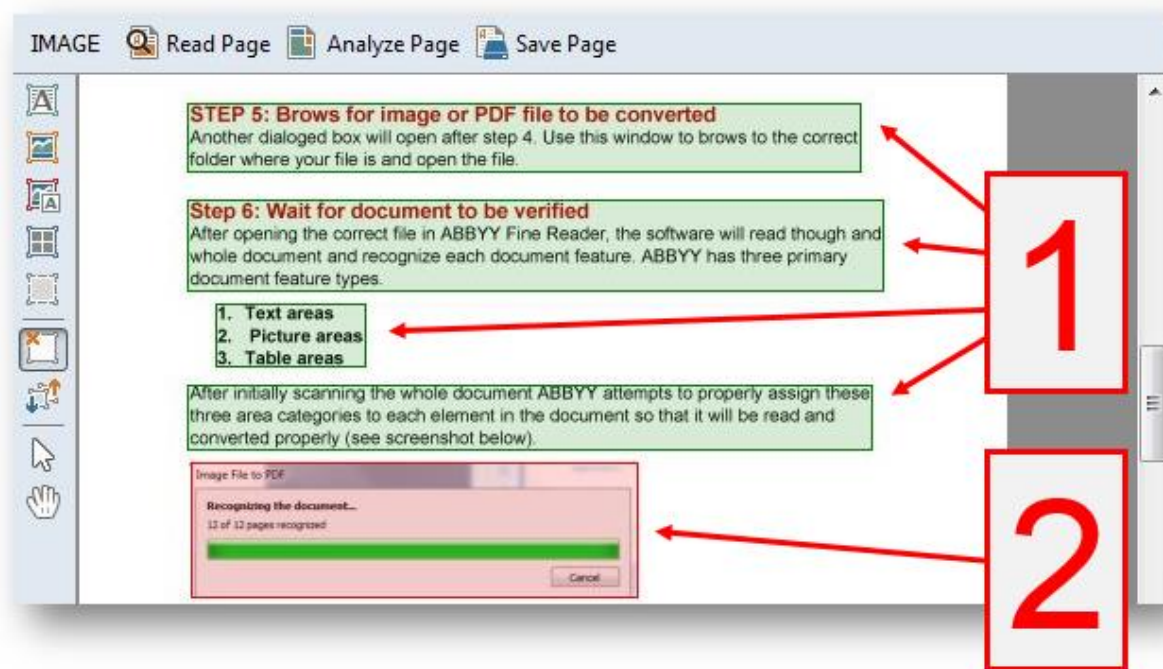 IMAGE Read Page Analyze Page Save Page
STEP 5: Brows for image or PDF file to be converted
Another dialoged box will open after step 4. Use this window to brows to the correct
folder where your file is and open the file.
Step 6: Wait for document to be verified
After opening the correct file in ABBYY Fine Reader, the software will read though and
whole document and recognize each document feature. ABBYY has three primary
document feature types.
1. Text areas
2. Picture areas
3. Table areas
After initially scanning the whole document ABBYY attempts to properly assign these
three area categories to each element in the document so that it will be read and
converted properly (see screenshot below).
Image File to PDF
Recognizing the document...
12 of 12 pages recognized
Cancel
1
2